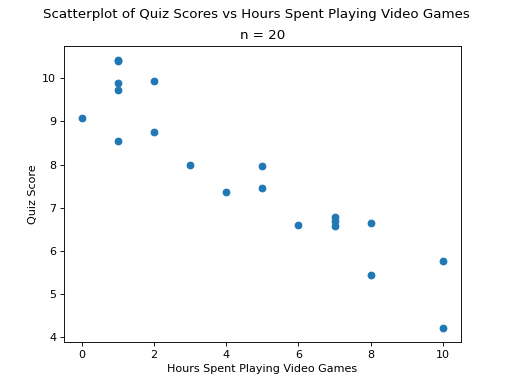 Scatterplot of Quiz Scores vs Hours Spent Playing Video Games
n = 20
10
9
8
7
6
5
4
Quiz Score
0 2 4 6 8 10
Hours Spent Playing Video Games